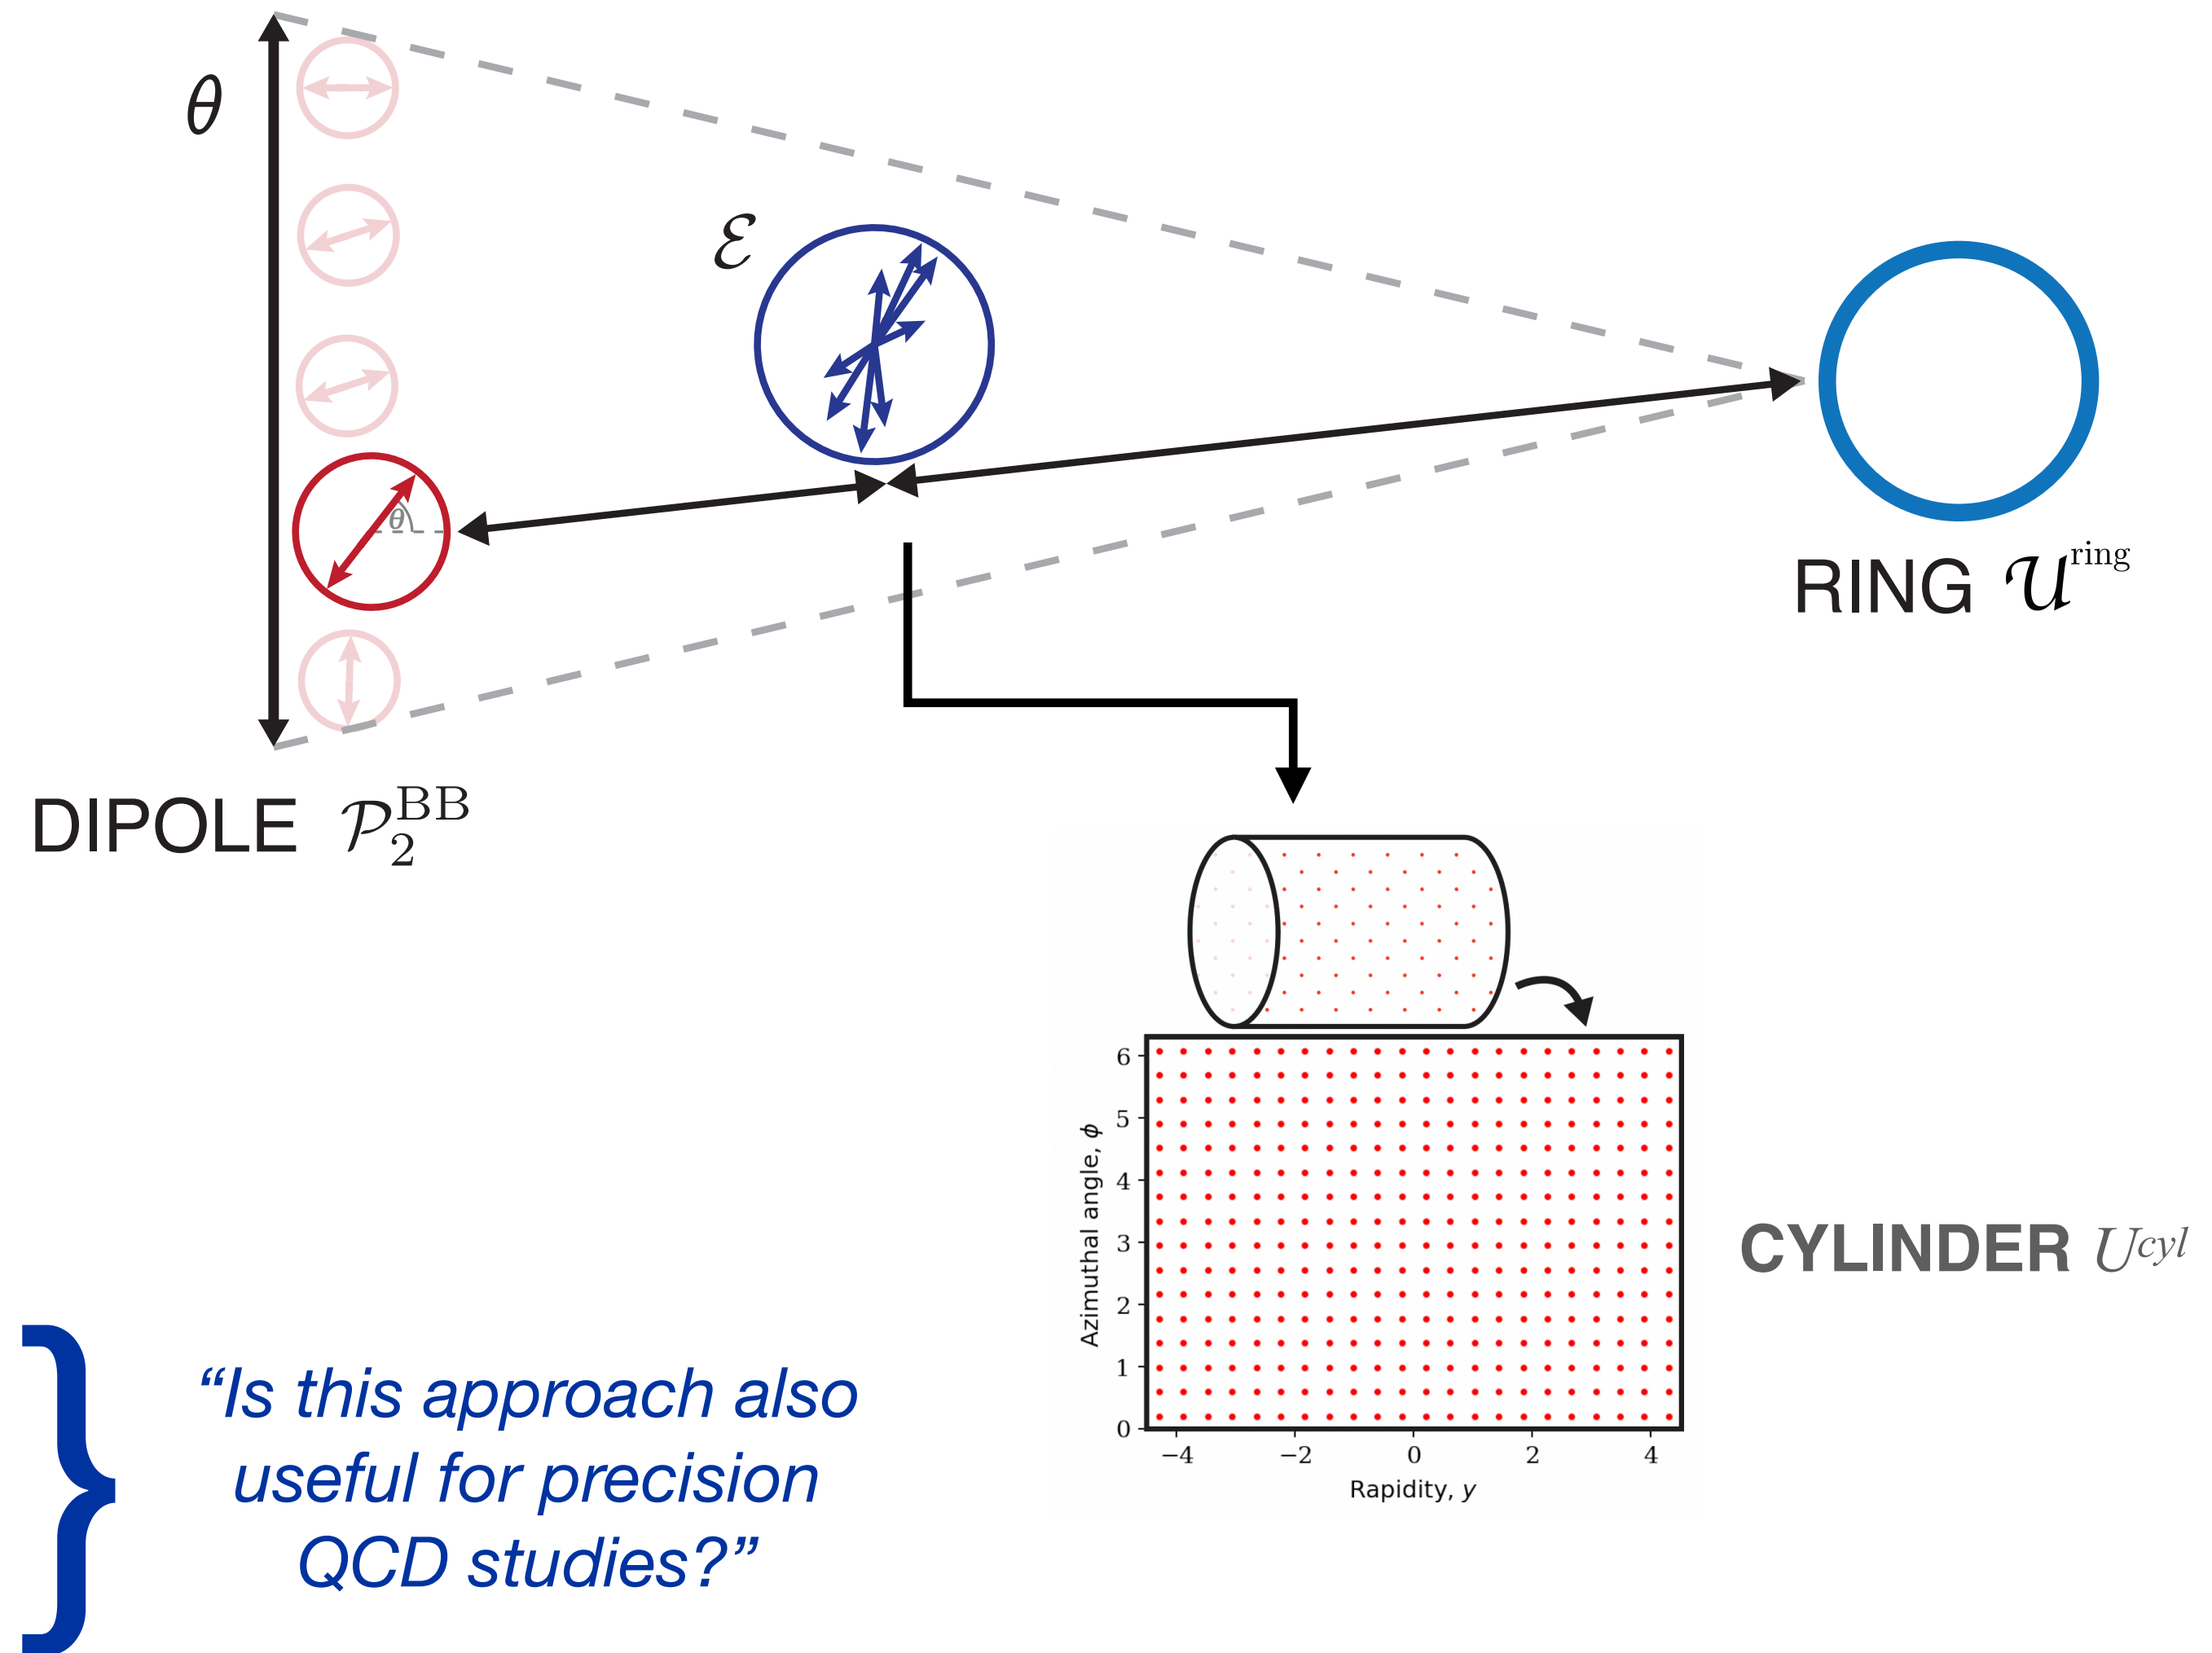 θ
ℰ
θ
RING 𝒰^ring
DIPOLE 𝒫₂^BB
6
5
4
3
2
1
0
Azimuthal angle, ϕ
−4 −2 0 2 4
Rapidity, y
CYLINDER Ucyl
}
“Is this approach also
useful for precision
QCD studies?”